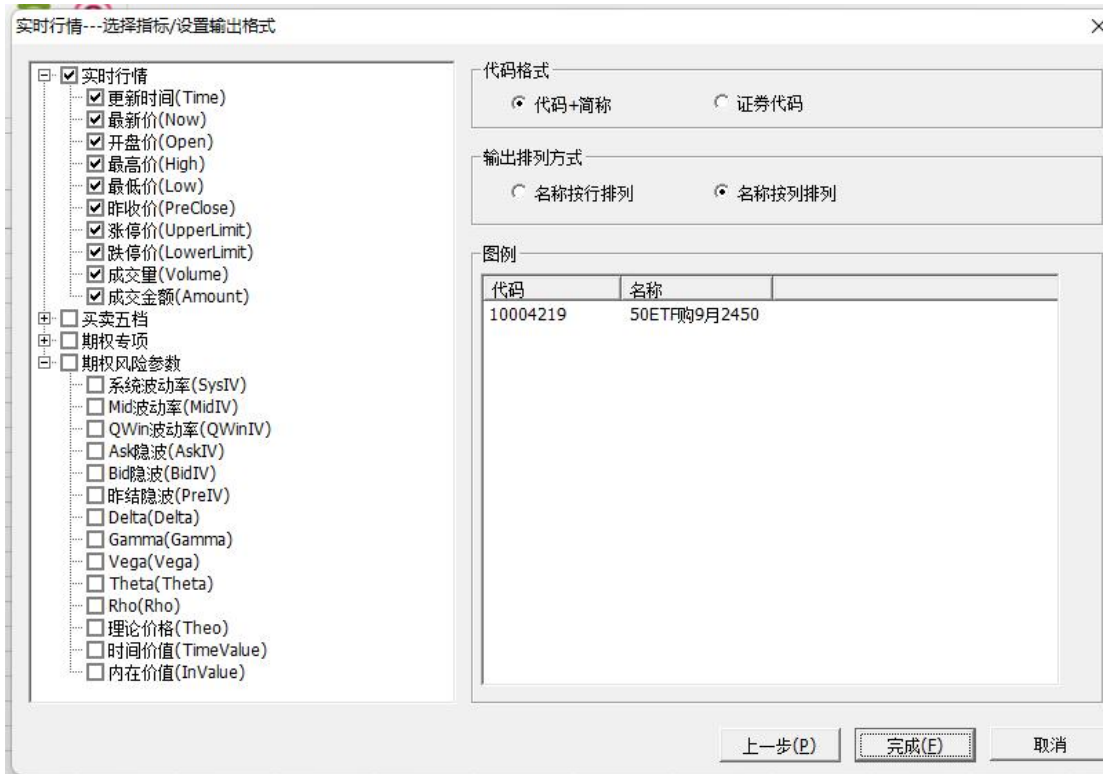 实时行情---选择指标/设置输出格式
实时行情
更新时间(Time)
最新价(Now)
开盘价(Open)
最高价(High)
最低价(Low)
昨收价(PreClose)
涨停价(UpperLimit)
跌停价(LowerLimit)
成交量(Volume)
成交金额(Amount)
买卖五档
期权专项
期权风险参数
系统波动率(SysIV)
Mid波动率(MidIV)
QWin波动率(QWinIV)
Ask隐波(AskIV)
Bid隐波(BidIV)
昨结隐波(PreIV)
Delta(Delta)
Gamma(Gamma)
Vega(Vega)
Theta(Theta)
Rho(Rho)
理论价格(Theo)
时间价值(TimeValue)
内在价值(InValue)
代码格式
代码+简称 证券代码
输出排列方式
名称按行排列 名称按列排列
图例
代码 名称
10004219 50ETF购9月2450
上一步(P) 完成(F) 取消